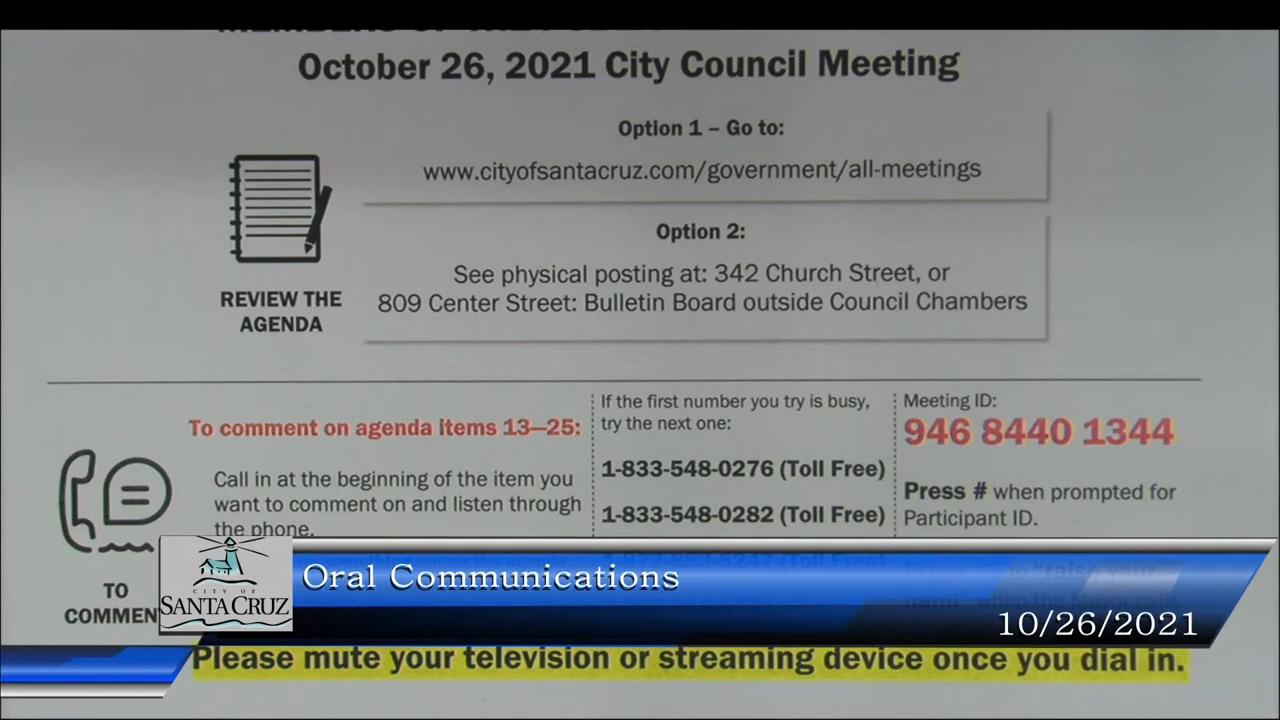 October 26, 2021 City Council Meeting
Option 1 – Go to:
www.cityofsantacruz.com/government/all-meetings
Option 2:
See physical posting at: 342 Church Street, or
809 Center Street: Bulletin Board outside Council Chambers
REVIEW THE
AGENDA
To comment on agenda items 13—25:
Call in at the beginning of the item you
want to comment on and listen through
the phone.
If the first number you try is busy,
try the next one:
1-833-548-0276 (Toll Free)
1-833-548-0282 (Toll Free)
Meeting ID:
946 8440 1344
Press # when prompted for
Participant ID.
TO
COMMEN
CITY OF
SANTA CRUZ
Oral Communications
10/26/2021
Please mute your television or streaming device once you dial in.